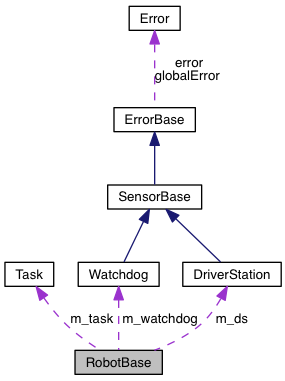 Error
error
globalError
ErrorBase
SensorBase
Task
Watchdog
DriverStation
m_task
m_watchdog
m_ds
RobotBase